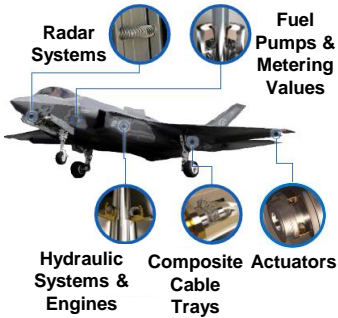 Radar
Systems
Fuel
Pumps &
Metering
Values
Hydraulic
Systems &
Engines
Composite
Cable
Trays
Actuators